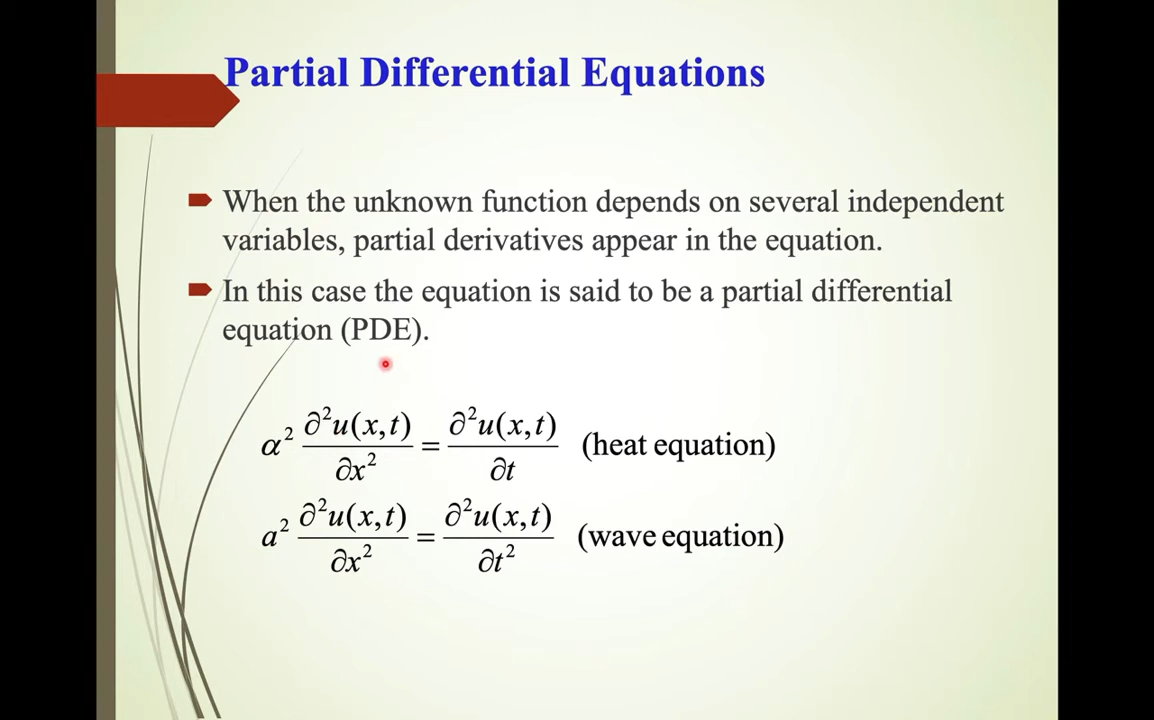 Partial Differential Equations
When the unknown function depends on several independent
variables, partial derivatives appear in the equation.
In this case the equation is said to be a partial differential
equation (PDE).
α² ∂²u(x,t)/∂x² = ∂²u(x,t)/∂t (heat equation)
a² ∂²u(x,t)/∂x² = ∂²u(x,t)/∂t² (wave equation)